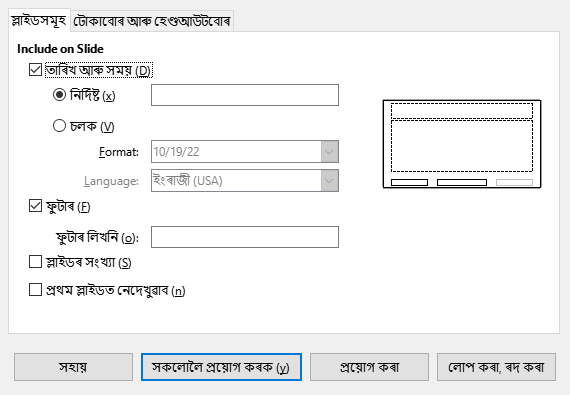 স্লাইডসমূহ টোকাবোৰ আৰু হেণ্ডআউটবোৰ
Include on Slide
তাৰিখ আৰু সময় (D)
নিৰ্দিষ্ট (x)
চলক (V)
Format: 10/19/22
Language: ইংৰাজী (USA)
ফুটাৰ (F)
ফুটাৰ লিখনি (o):
স্লাইডৰ সংখ্যা (S)
প্ৰথম স্লাইডত নেদেখুৱাব (n)
সহায় সকলোলৈ প্ৰয়োগ কৰক (y) প্ৰয়োগ কৰা লোপ কৰা, ৰদ কৰা